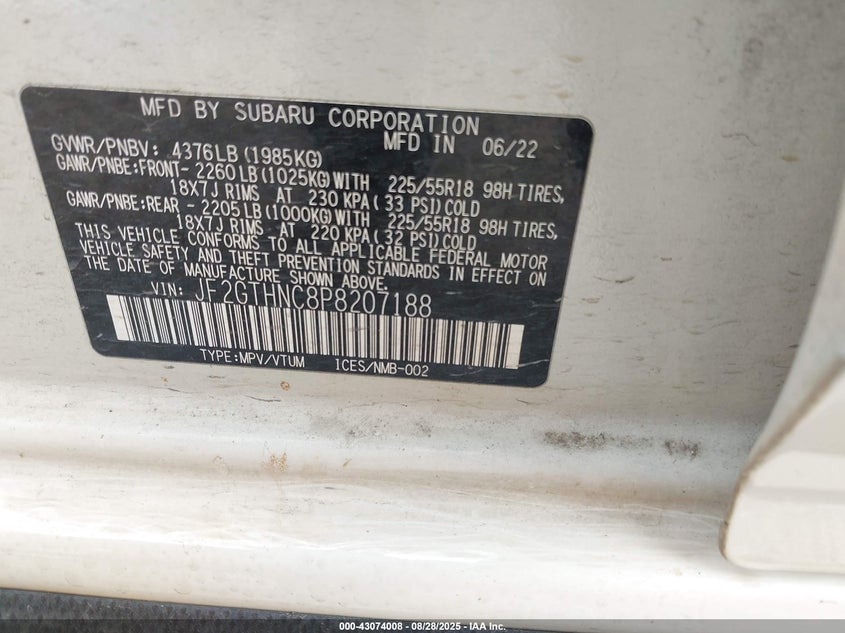 MFD BY SUBARU CORPORATION
GVWR/PNBV: 4376LB(1985KG) MFD IN 06/22
GAWR/PNBE:FRONT- 2260LB(1025KG)WITH 225/55R18 98H TIRES,
18X7J RIMS AT 230 KPA( 33 PSI)COLD
GAWR/PNBE:REAR - 2205LB(1000KG)WITH 225/55R18 98H TIRES,
18X7J RIMS AT 220 KPA( 32 PSI)COLD
THIS VEHICLE CONFORMS TO ALL APPLICABLE FEDERAL MOTOR
VEHICLE SAFETY AND THEFT PREVENTION STANDARDS IN EFFECT ON
THE DATE OF MANUFACTURE SHOWN ABOVE.
VIN: JF2GTHNC8P8207188
TYPE:MPV/VTUM ICES/NMB-002
000-43074008 - 08/28/2025 - IAA Inc.